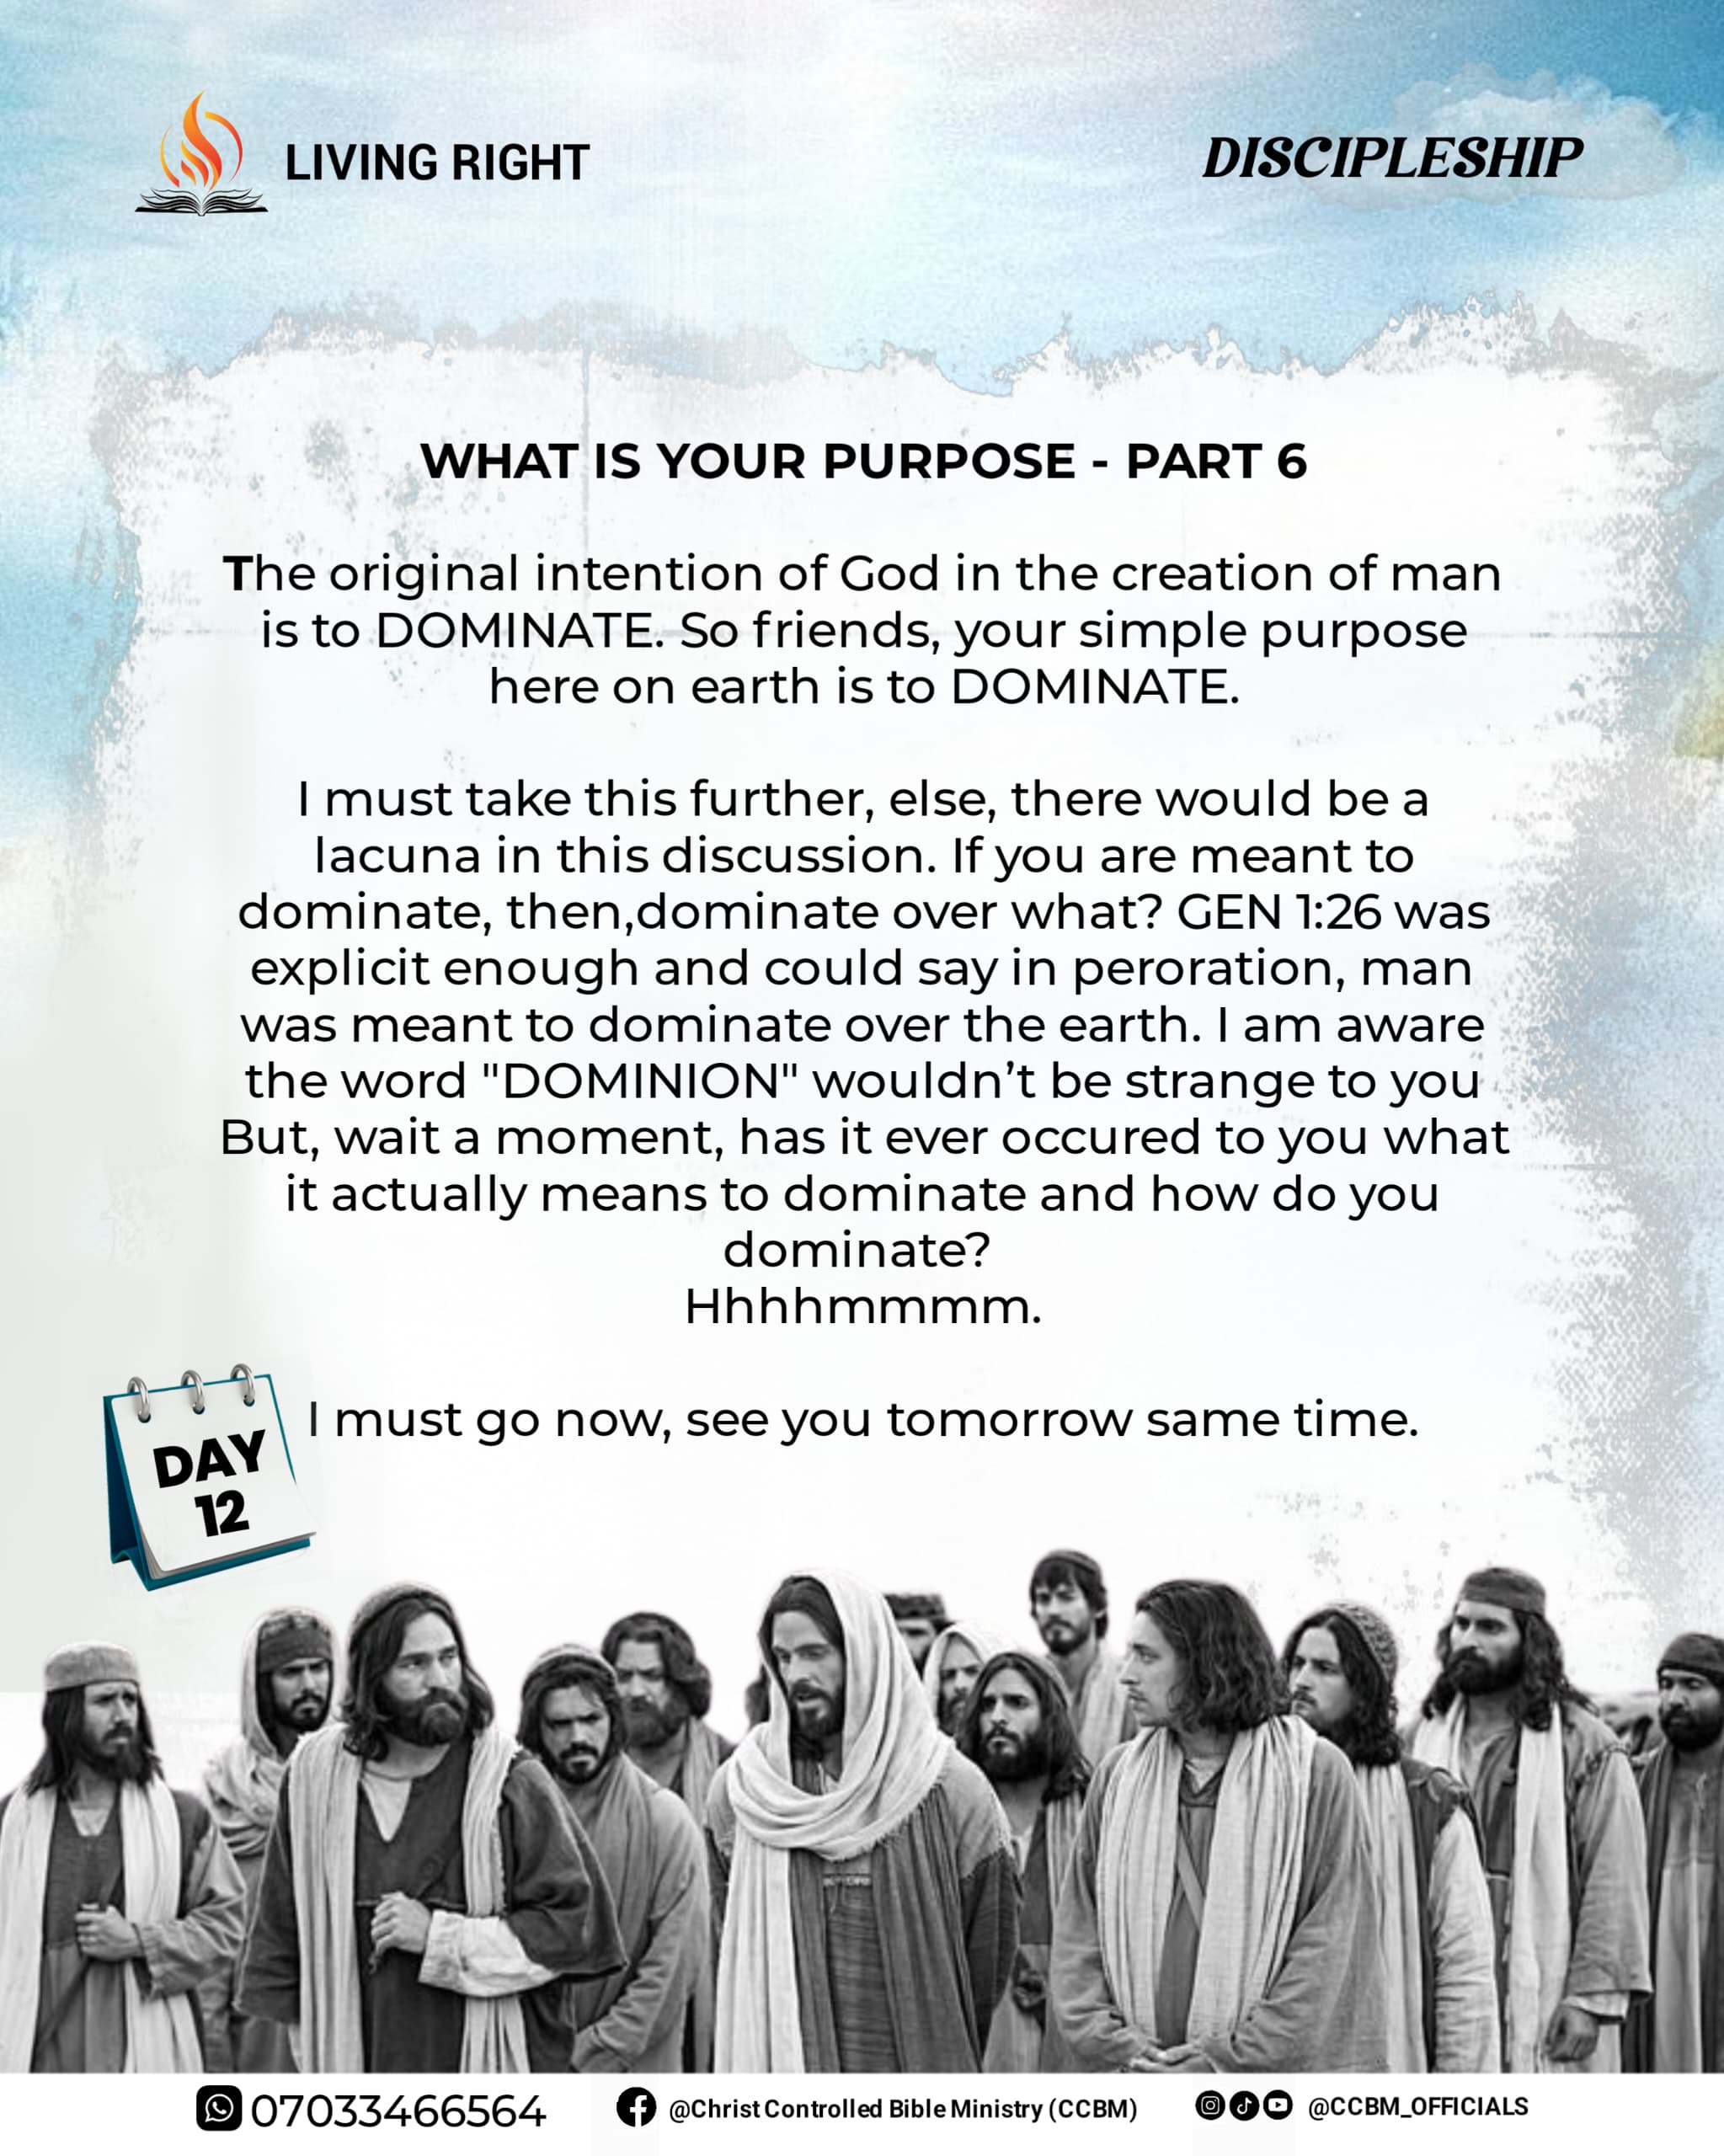 LIVING RIGHT
DISCIPLESHIP
WHAT IS YOUR PURPOSE - PART 6
The original intention of God in the creation of man
is to DOMINATE. So friends, your simple purpose
here on earth is to DOMINATE.
I must take this further, else, there would be a
lacuna in this discussion. If you are meant to
dominate, then,dominate over what? GEN 1:26 was
explicit enough and could say in peroration, man
was meant to dominate over the earth. I am aware
the word "DOMINION" wouldn’t be strange to you
But, wait a moment, has it ever occured to you what
it actually means to dominate and how do you
dominate?
Hhhhmmmm.
I must go now, see you tomorrow same time.
DAY
12
07033466564
@Christ Controlled Bible Ministry (CCBM)
@CCBM_OFFICIALS